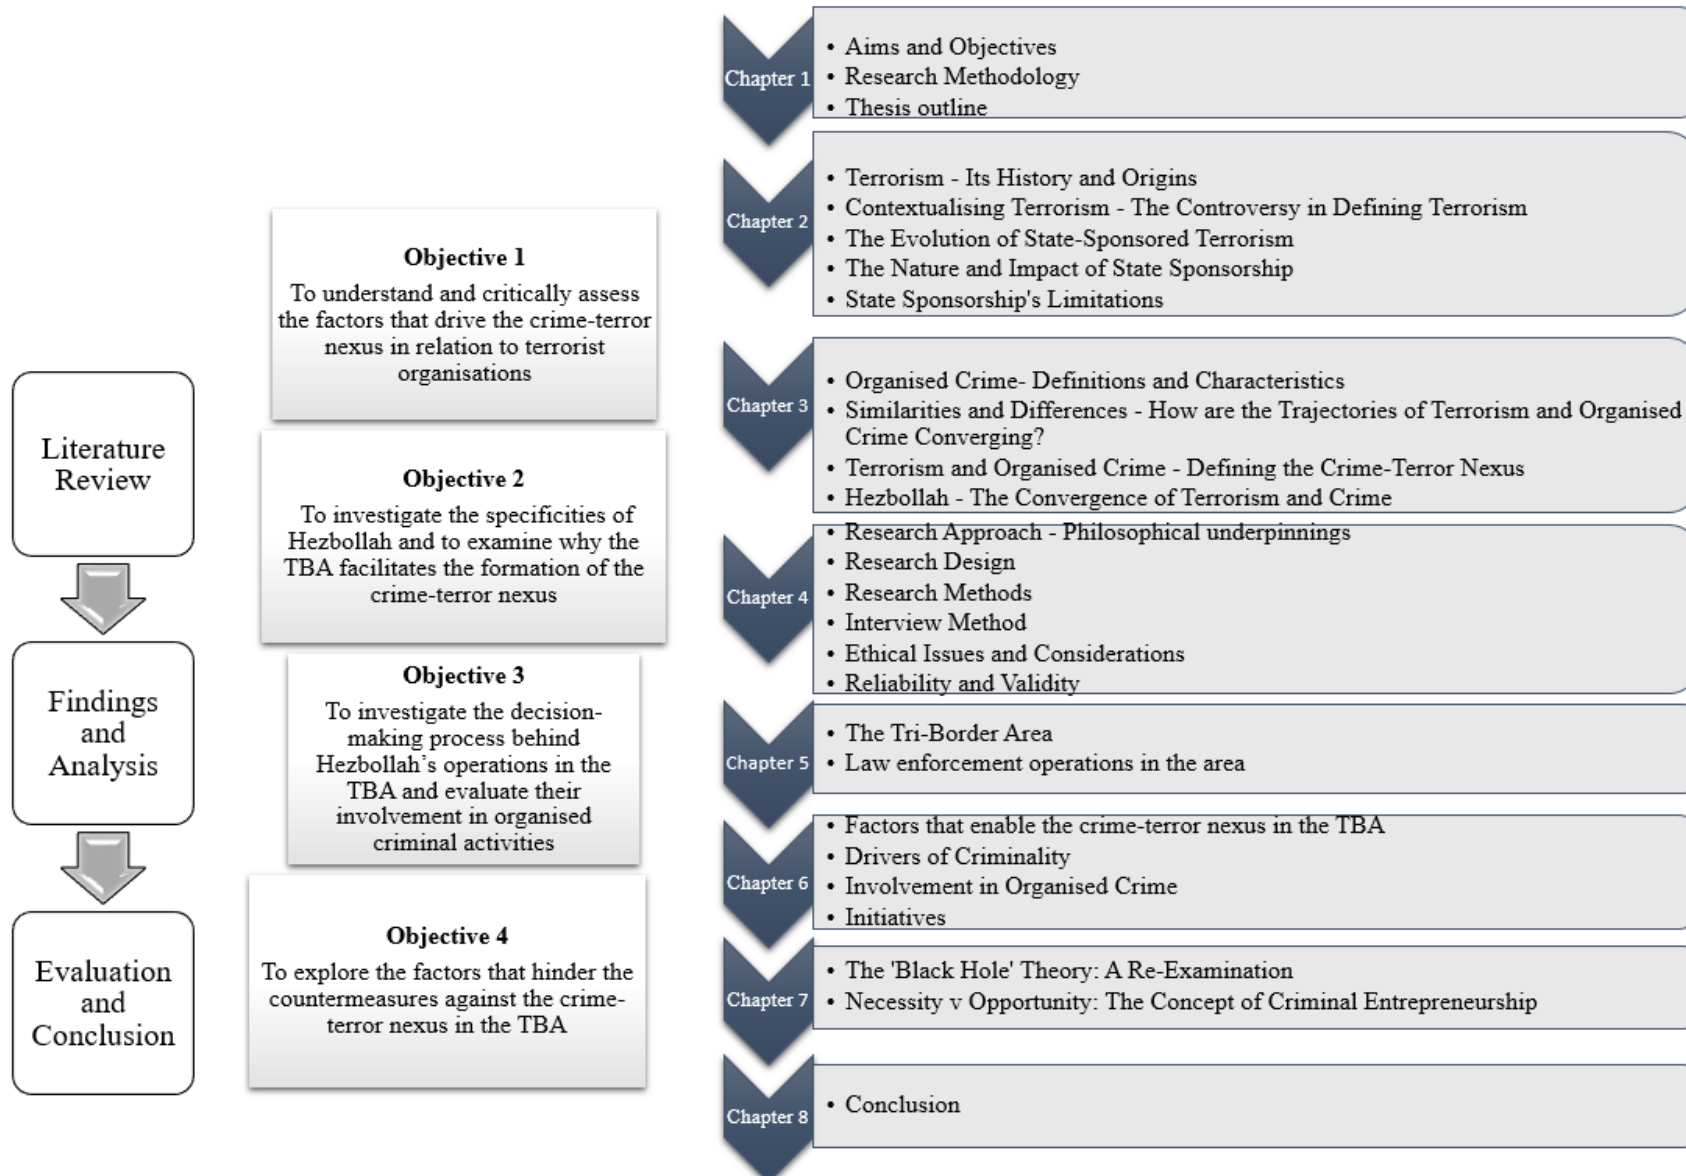 Literature
Review
Findings
and
Analysis
Evaluation
and
Conclusion
Objective 1
To understand and critically assess
the factors that drive the crime-terror
nexus in relation to terrorist
organisations
Objective 2
To investigate the specificities of
Hezbollah and to examine why the
TBA facilitates the formation of the
crime-terror nexus
Objective 3
To investigate the decision-
making process behind
Hezbollah's operations in the
TBA and evaluate their
involvement in organised
criminal activities
Objective 4
To explore the factors that hinder the
countermeasures against the crime-
terror nexus in the TBA
Chapter 1
• Aims and Objectives
• Research Methodology
• Thesis outline
Chapter 2
• Terrorism - Its History and Origins
• Contextualising Terrorism - The Controversy in Defining Terrorism
• The Evolution of State-Sponsored Terrorism
• The Nature and Impact of State Sponsorship
• State Sponsorship's Limitations
Chapter 3
• Organised Crime- Definitions and Characteristics
• Similarities and Differences - How are the Trajectories of Terrorism and Organised
Crime Converging?
• Terrorism and Organised Crime - Defining the Crime-Terror Nexus
• Hezbollah - The Convergence of Terrorism and Crime
Chapter 4
• Research Approach - Philosophical underpinnings
• Research Design
• Research Methods
• Interview Method
• Ethical Issues and Considerations
• Reliability and Validity
Chapter 5
• The Tri-Border Area
• Law enforcement operations in the area
Chapter 6
• Factors that enable the crime-terror nexus in the TBA
• Drivers of Criminality
• Involvement in Organised Crime
• Initiatives
Chapter 7
• The 'Black Hole' Theory: A Re-Examination
• Necessity v Opportunity: The Concept of Criminal Entrepreneurship
Chapter 8
• Conclusion